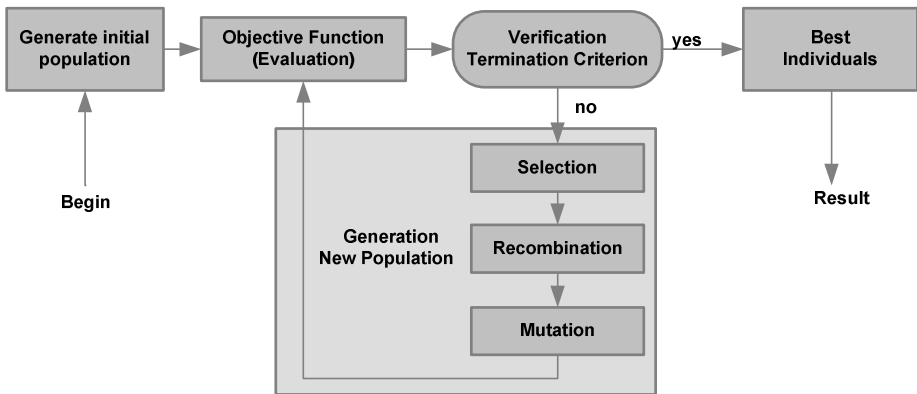 Generate initial
population
Objective Function
(Evaluation)
Verification
Termination Criterion
yes
Best
Individuals
no
Begin
Result
Selection
Generation
New Population
Recombination
Mutation